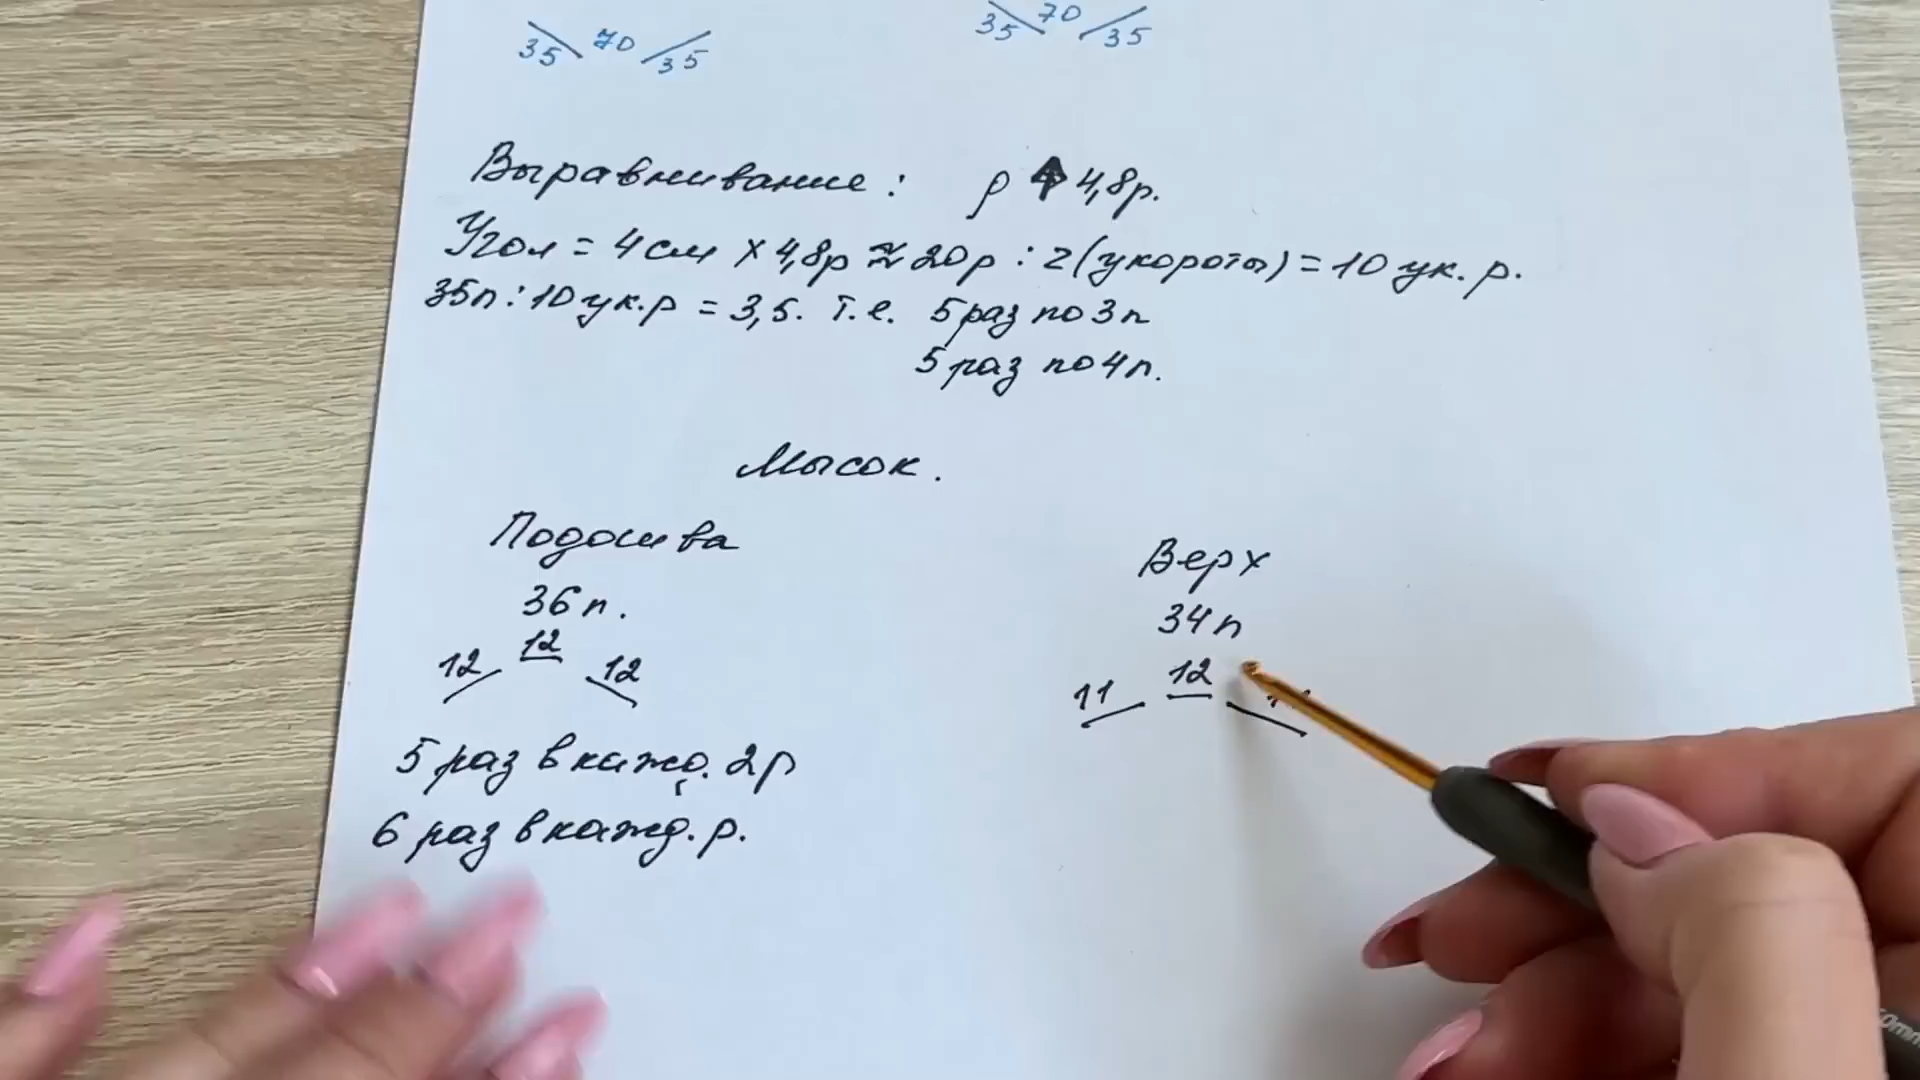 35 70 35 35 70 35
Выравнивание: р ↑ 4,8р.
Угол = 4см х 4,8р ≈ 20р : 2(укороты) = 10 ук. р.
35п : 10 ук.р = 3,5. т.е. 5 раз по 3п
5 раз по 4п.
Мысок.
Подошва
36 п.
12 12 12
5 раз в кажд. 2р
6 раз в кажд. р.
Верх
34 п
11 12